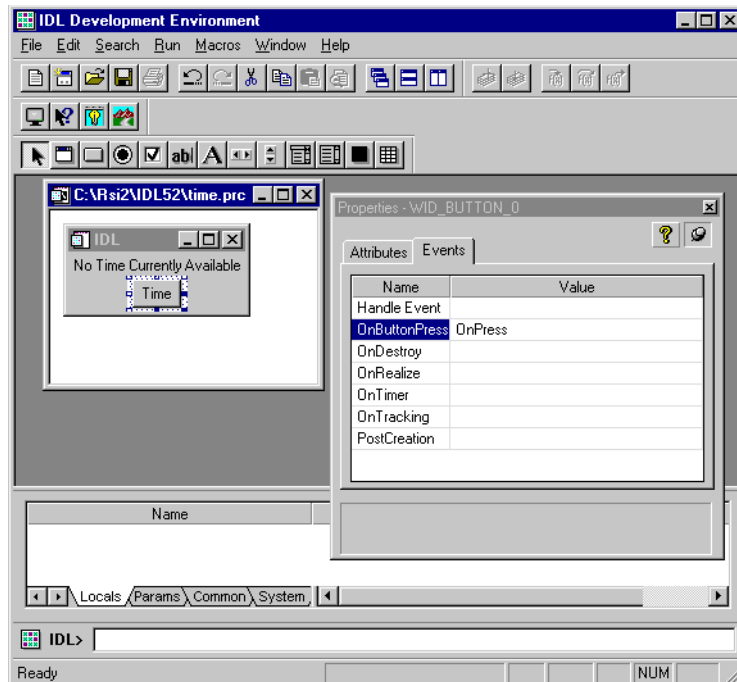 IDL Development Environment
File Edit Search Run Macros Window Help
abl A
C:\Rsi2\IDL52\time.prc
IDL
No Time Currently Available
Time
Properties - WID_BUTTON_0
Attributes Events
Name Value
Handle Event
OnButtonPress OnPress
OnDestroy
OnRealize
OnTimer
OnTracking
PostCreation
Name
Locals Params Common System
IDL>
Ready NUM